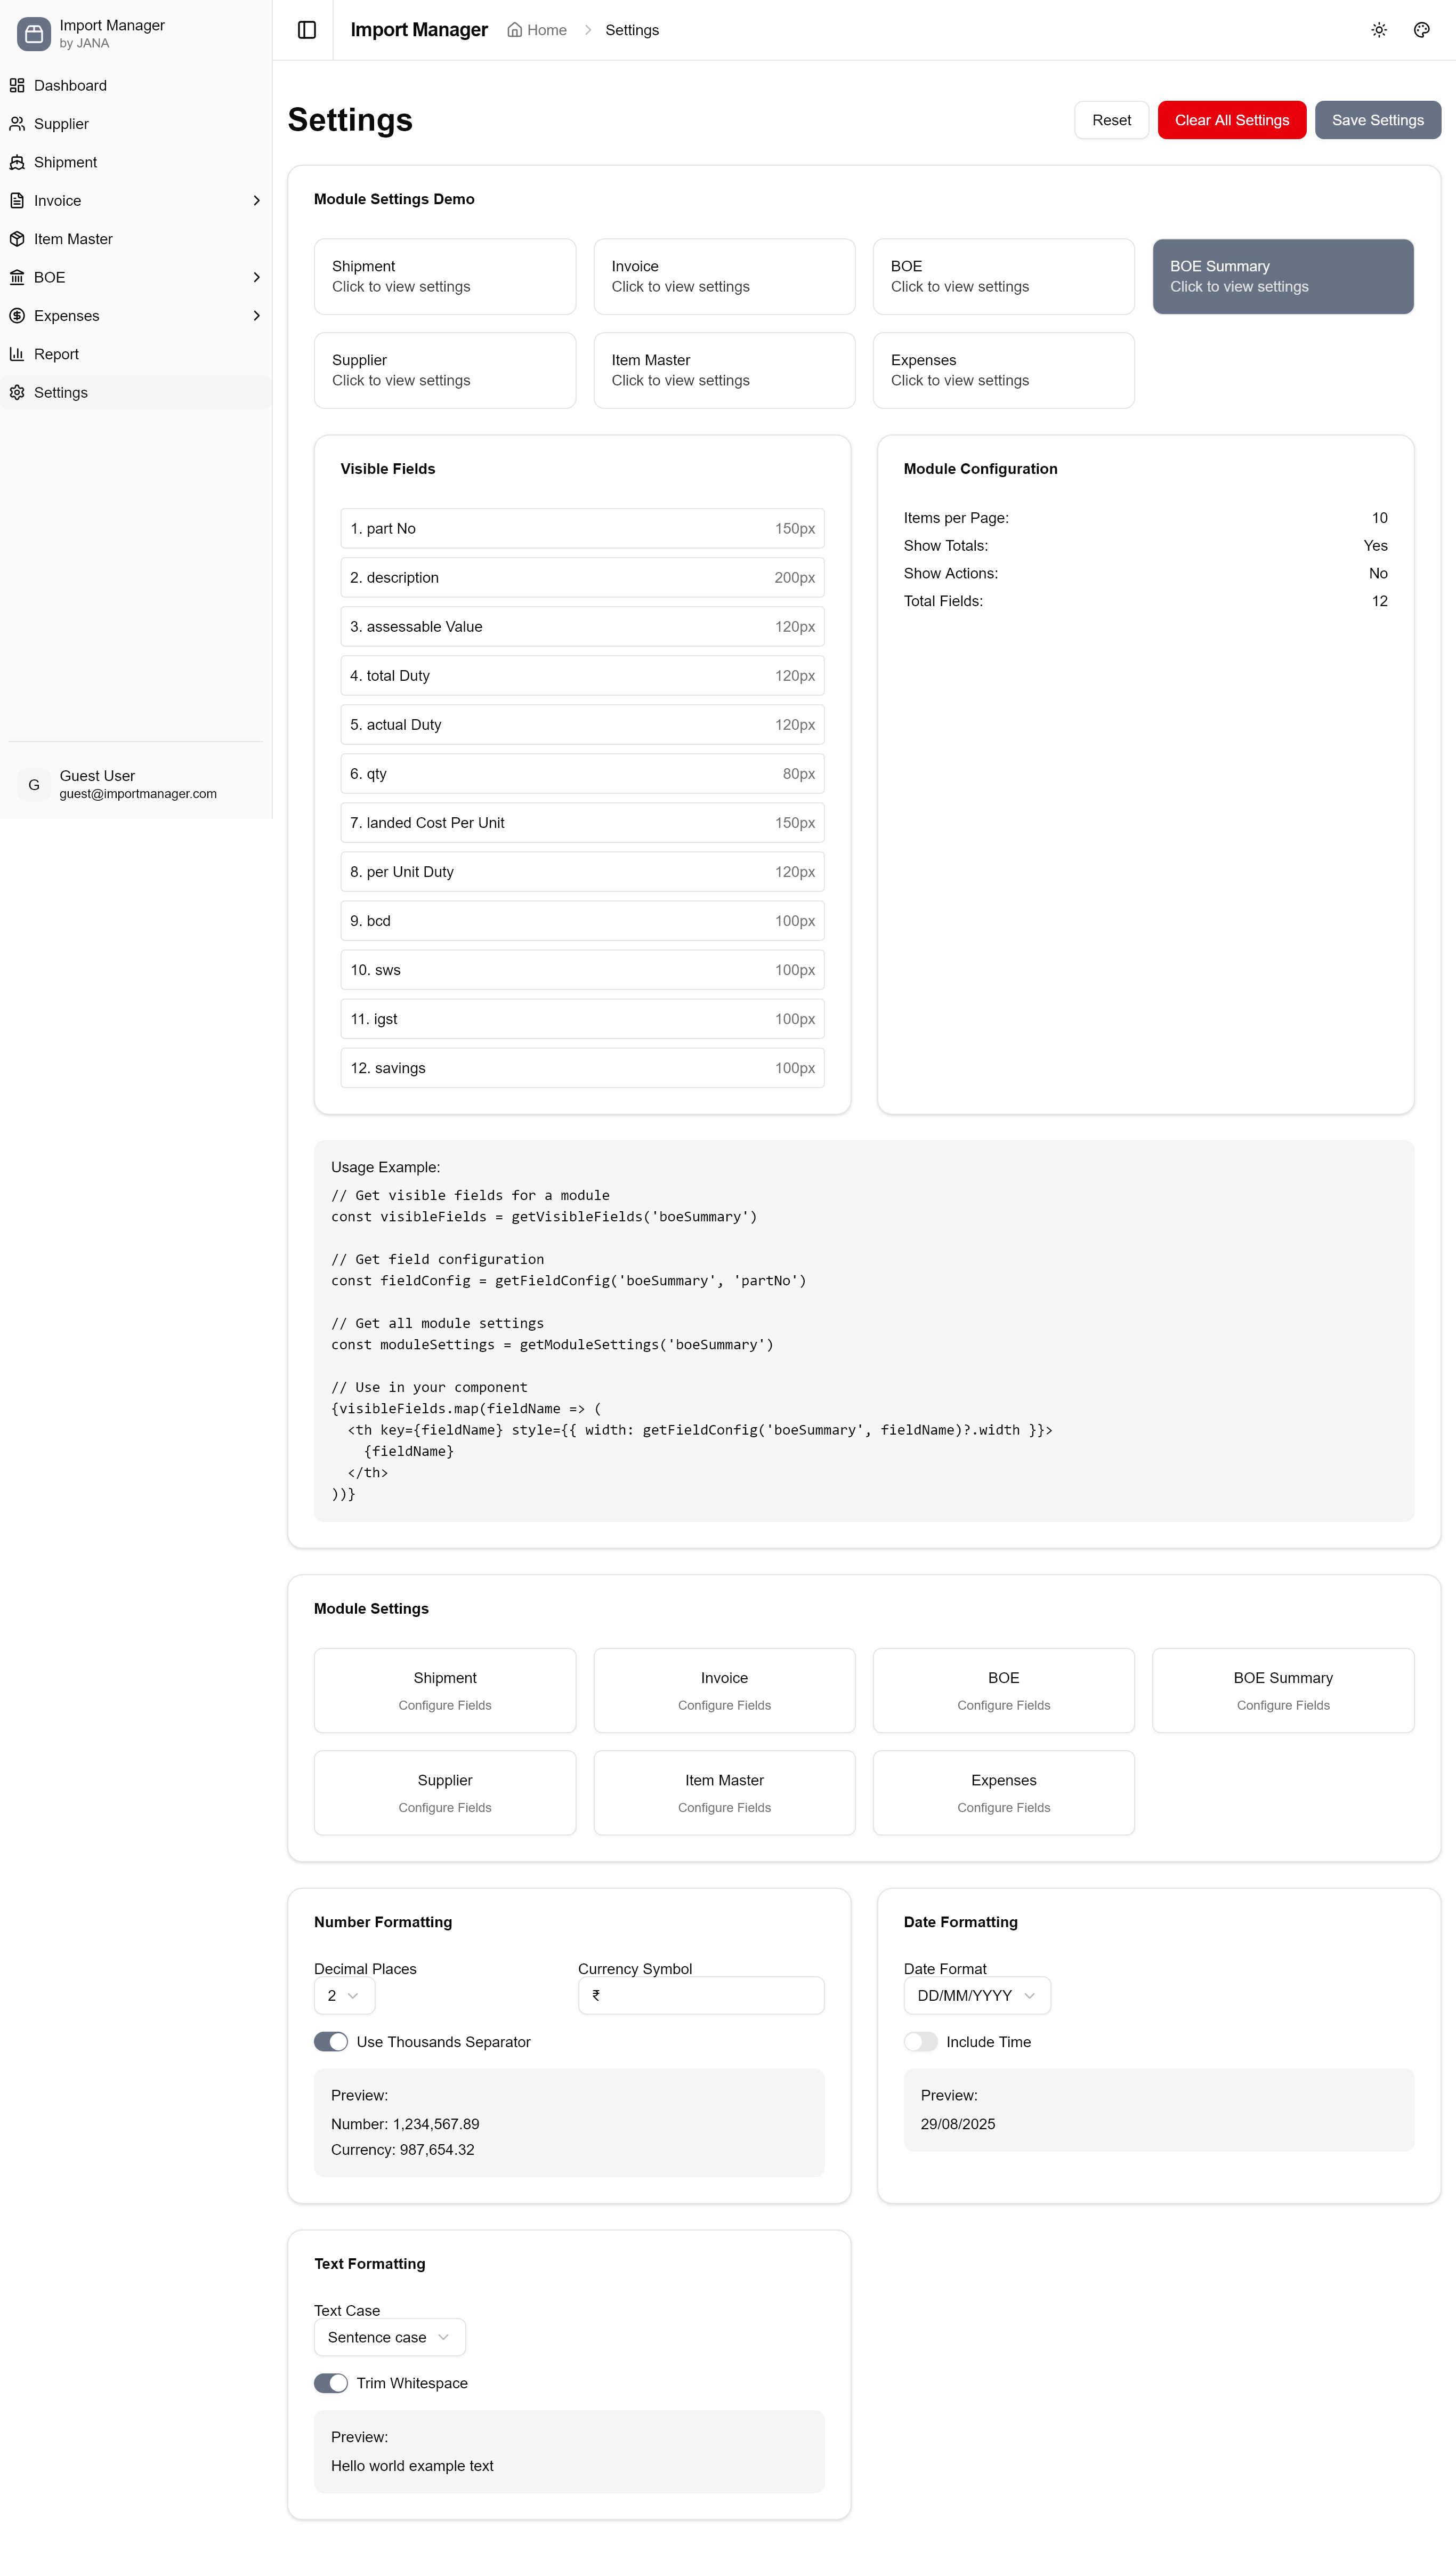 Import Manager
by JANA
Dashboard
Supplier
Shipment
Invoice
Item Master
BOE
Expenses
Report
Settings
G
Guest User
guest@importmanager.com
Import Manager
Home
Settings
Settings
Reset
Clear All Settings
Save Settings
Module Settings Demo
Shipment
Click to view settings
Invoice
Click to view settings
BOE
Click to view settings
BOE Summary
Click to view settings
Supplier
Click to view settings
Item Master
Click to view settings
Expenses
Click to view settings
Visible Fields
1. part No 150px
2. description 200px
3. assessable Value 120px
4. total Duty 120px
5. actual Duty 120px
6. qty 80px
7. landed Cost Per Unit 150px
8. per Unit Duty 120px
9. bcd 100px
10. sws 100px
11. igst 100px
12. savings 100px
Module Configuration
Items per Page: 10
Show Totals: Yes
Show Actions: No
Total Fields: 12
Usage Example:
// Get visible fields for a module
const visibleFields = getVisibleFields('boeSummary')
// Get field configuration
const fieldConfig = getFieldConfig('boeSummary', 'partNo')
// Get all module settings
const moduleSettings = getModuleSettings('boeSummary')
// Use in your component
{visibleFields.map(fieldName => (
<th key={fieldName} style={{ width: getFieldConfig('boeSummary', fieldName)?.width }}>
{fieldName}
</th>
))}
Module Settings
Shipment
Configure Fields
Invoice
Configure Fields
BOE
Configure Fields
BOE Summary
Configure Fields
Supplier
Configure Fields
Item Master
Configure Fields
Expenses
Configure Fields
Number Formatting
Decimal Places
2
Currency Symbol
₹
Use Thousands Separator
Preview:
Number: 1,234,567.89
Currency: 987,654.32
Date Formatting
Date Format
DD/MM/YYYY
Include Time
Preview:
29/08/2025
Text Formatting
Text Case
Sentence case
Trim Whitespace
Preview:
Hello world example text